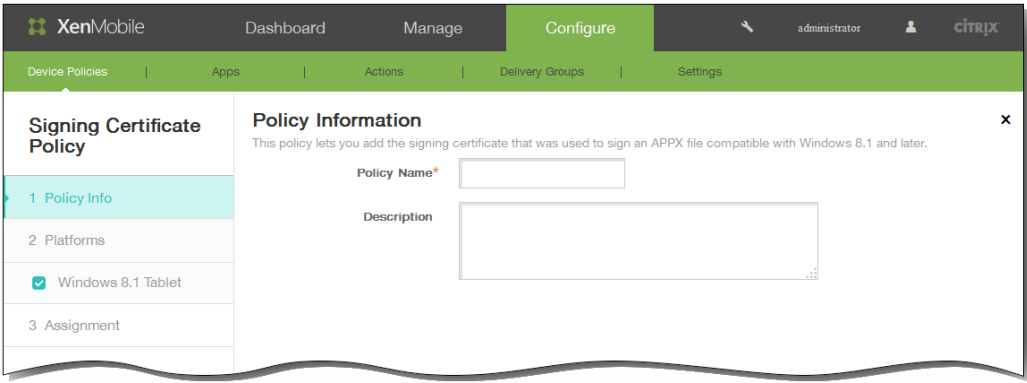 XenMobile Dashboard Manage Configure administrator CİTRIX
Device Policies | Apps | Actions | Delivery Groups | Settings
Signing Certificate
Policy
1 Policy Info
2 Platforms
Windows 8.1 Tablet
3 Assignment
Policy Information x
This policy lets you add the signing certificate that was used to sign an APPX file compatible with Windows 8.1 and later.
Policy Name*
Description